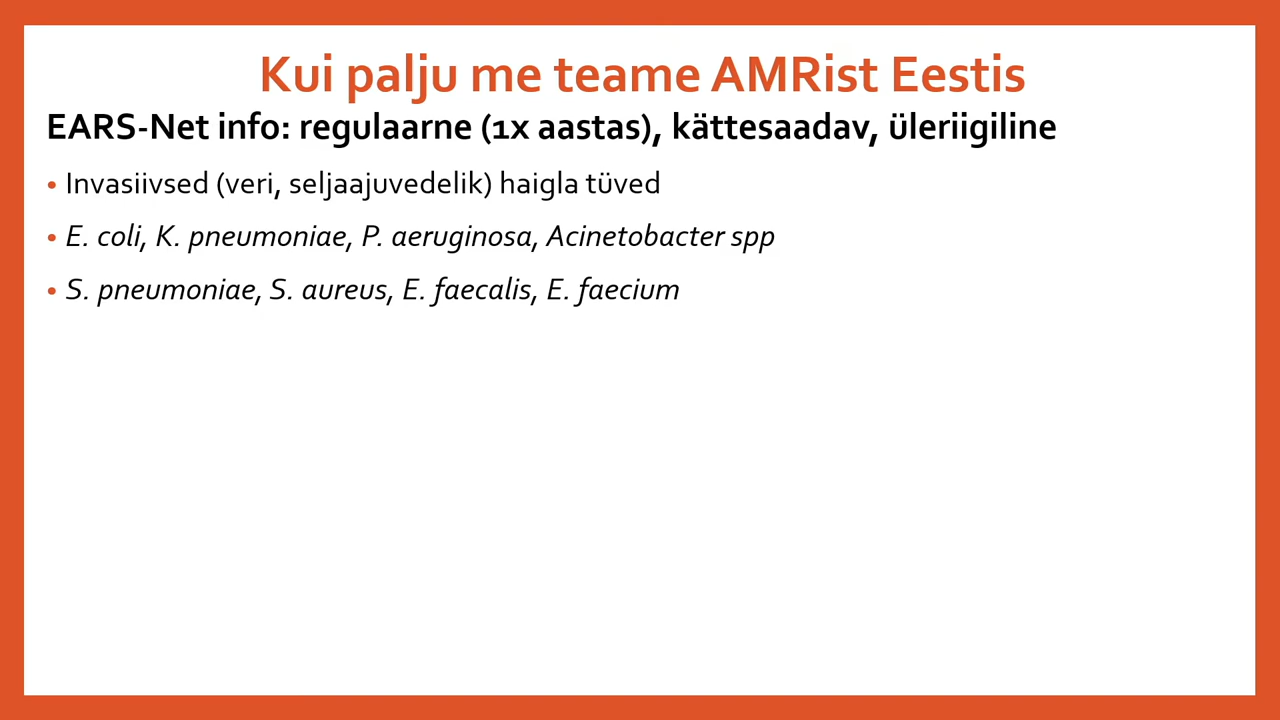 Kui palju me teame AMRist Eestis
EARS-Net info: regulaarne (1x aastas), kättesaadav, üleriigiline
• Invasiivsed (veri, seljaajuvedelik) haigla tüved
• E. coli, K. pneumoniae, P. aeruginosa, Acinetobacter spp
• S. pneumoniae, S. aureus, E. faecalis, E. faecium